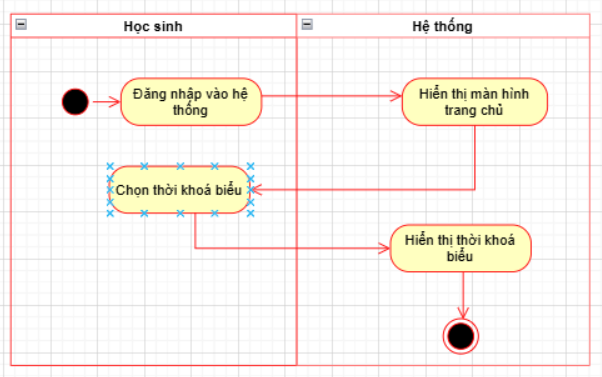 Học sinh
Hệ thống
Đăng nhập vào hệ
thống
Hiển thị màn hình
trang chủ
Chọn thời khoá biểu
Hiển thị thời khoá
biểu